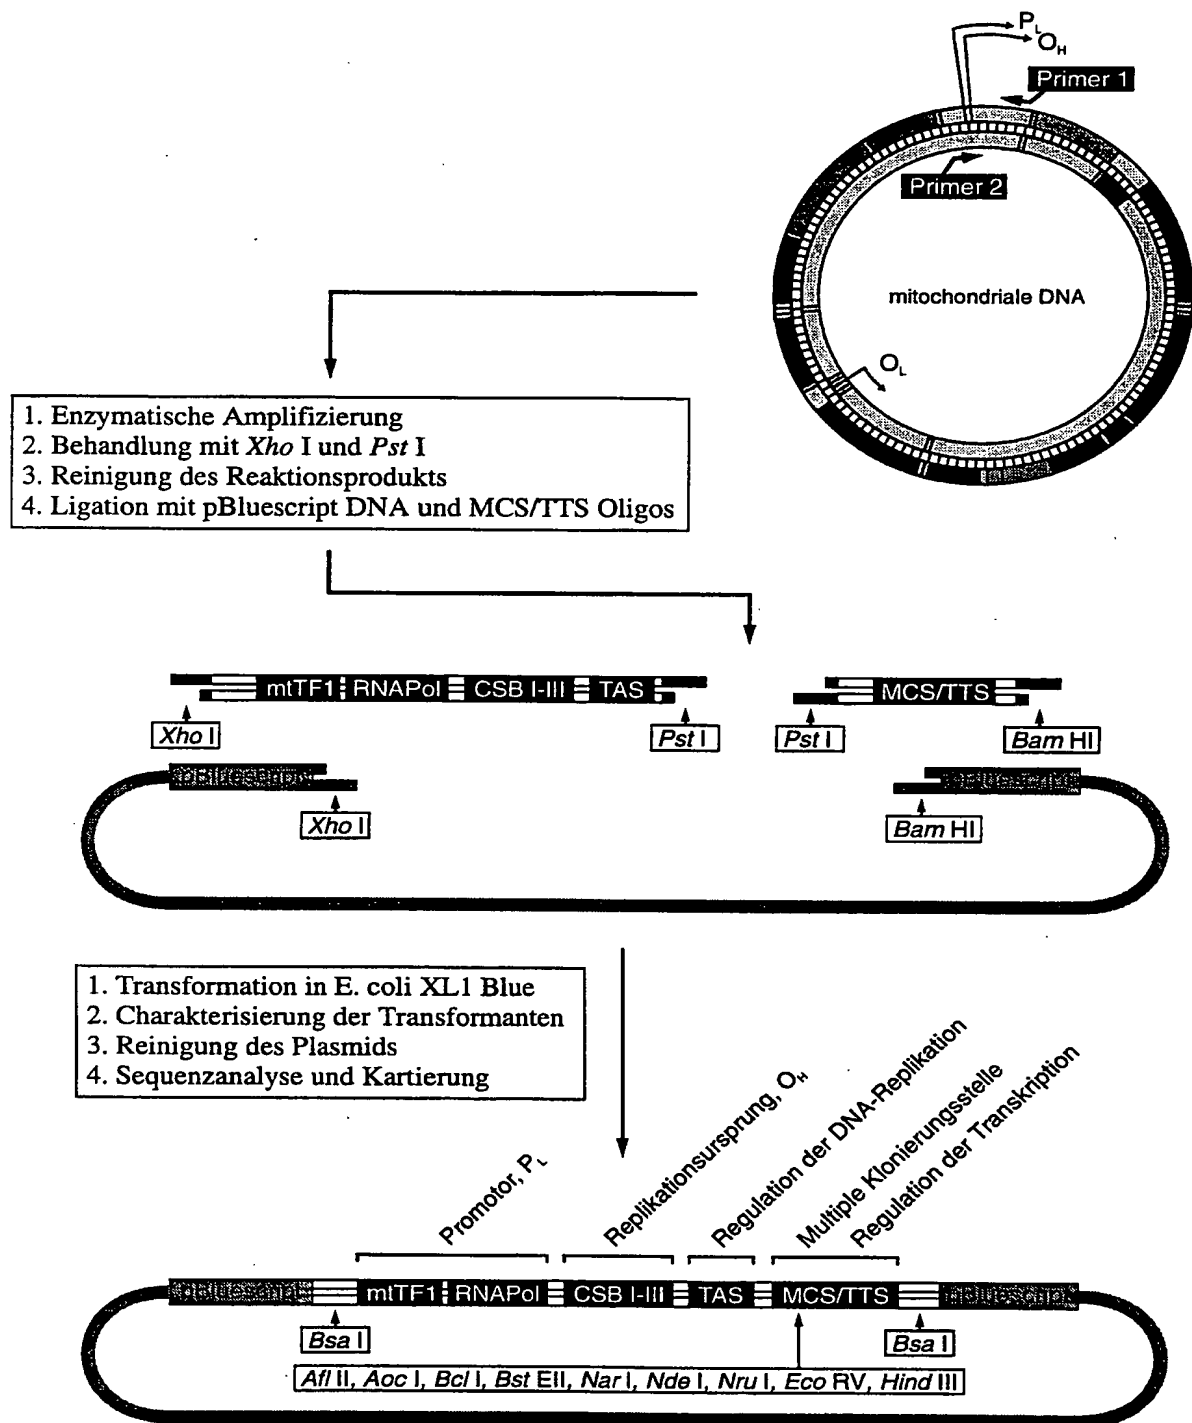 P_L
O_H
Primer 1
Primer 2
mitochondriale DNA
O_L
1. Enzymatische Amplifizierung
2. Behandlung mit Xho I und Pst I
3. Reinigung des Reaktionsprodukts
4. Ligation mit pBluescript DNA und MCS/TTS Oligos
mtTF1 RNAPol CSB I-III TAS
MCS/TTS
Xho I
Pst I
Pst I
Bam HI
pBluescript
pBluescript
Xho I
Bam HI
1. Transformation in E. coli XL1 Blue
2. Charakterisierung der Transformanten
3. Reinigung des Plasmids
4. Sequenzanalyse und Kartierung
Promotor, P_L
Replikationsursprung, O_H
Regulation der DNA-Replikation
Multiple Klonierungsstelle
Regulation der Transkription
pBluescript mtTF1 RNAPol CSB I-III TAS MCS/TTS pBluescript
Bsa I
Bsa I
Afl II, Aoc I, Bcl I, Bst EII, Nar I, Nde I, Nru I, Eco RV, Hind III